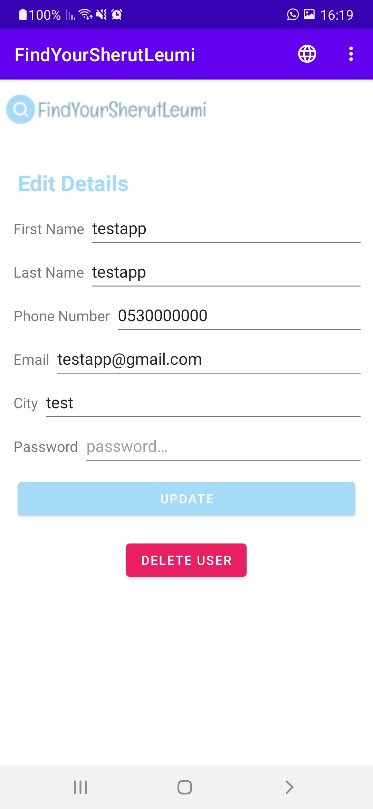 100% 16:19
FindYourSherutLeumi
FindYourSherutLeumi
Edit Details
First Name testapp
Last Name testapp
Phone Number 0530000000
Email testapp@gmail.com
City test
Password password...
UPDATE
DELETE USER